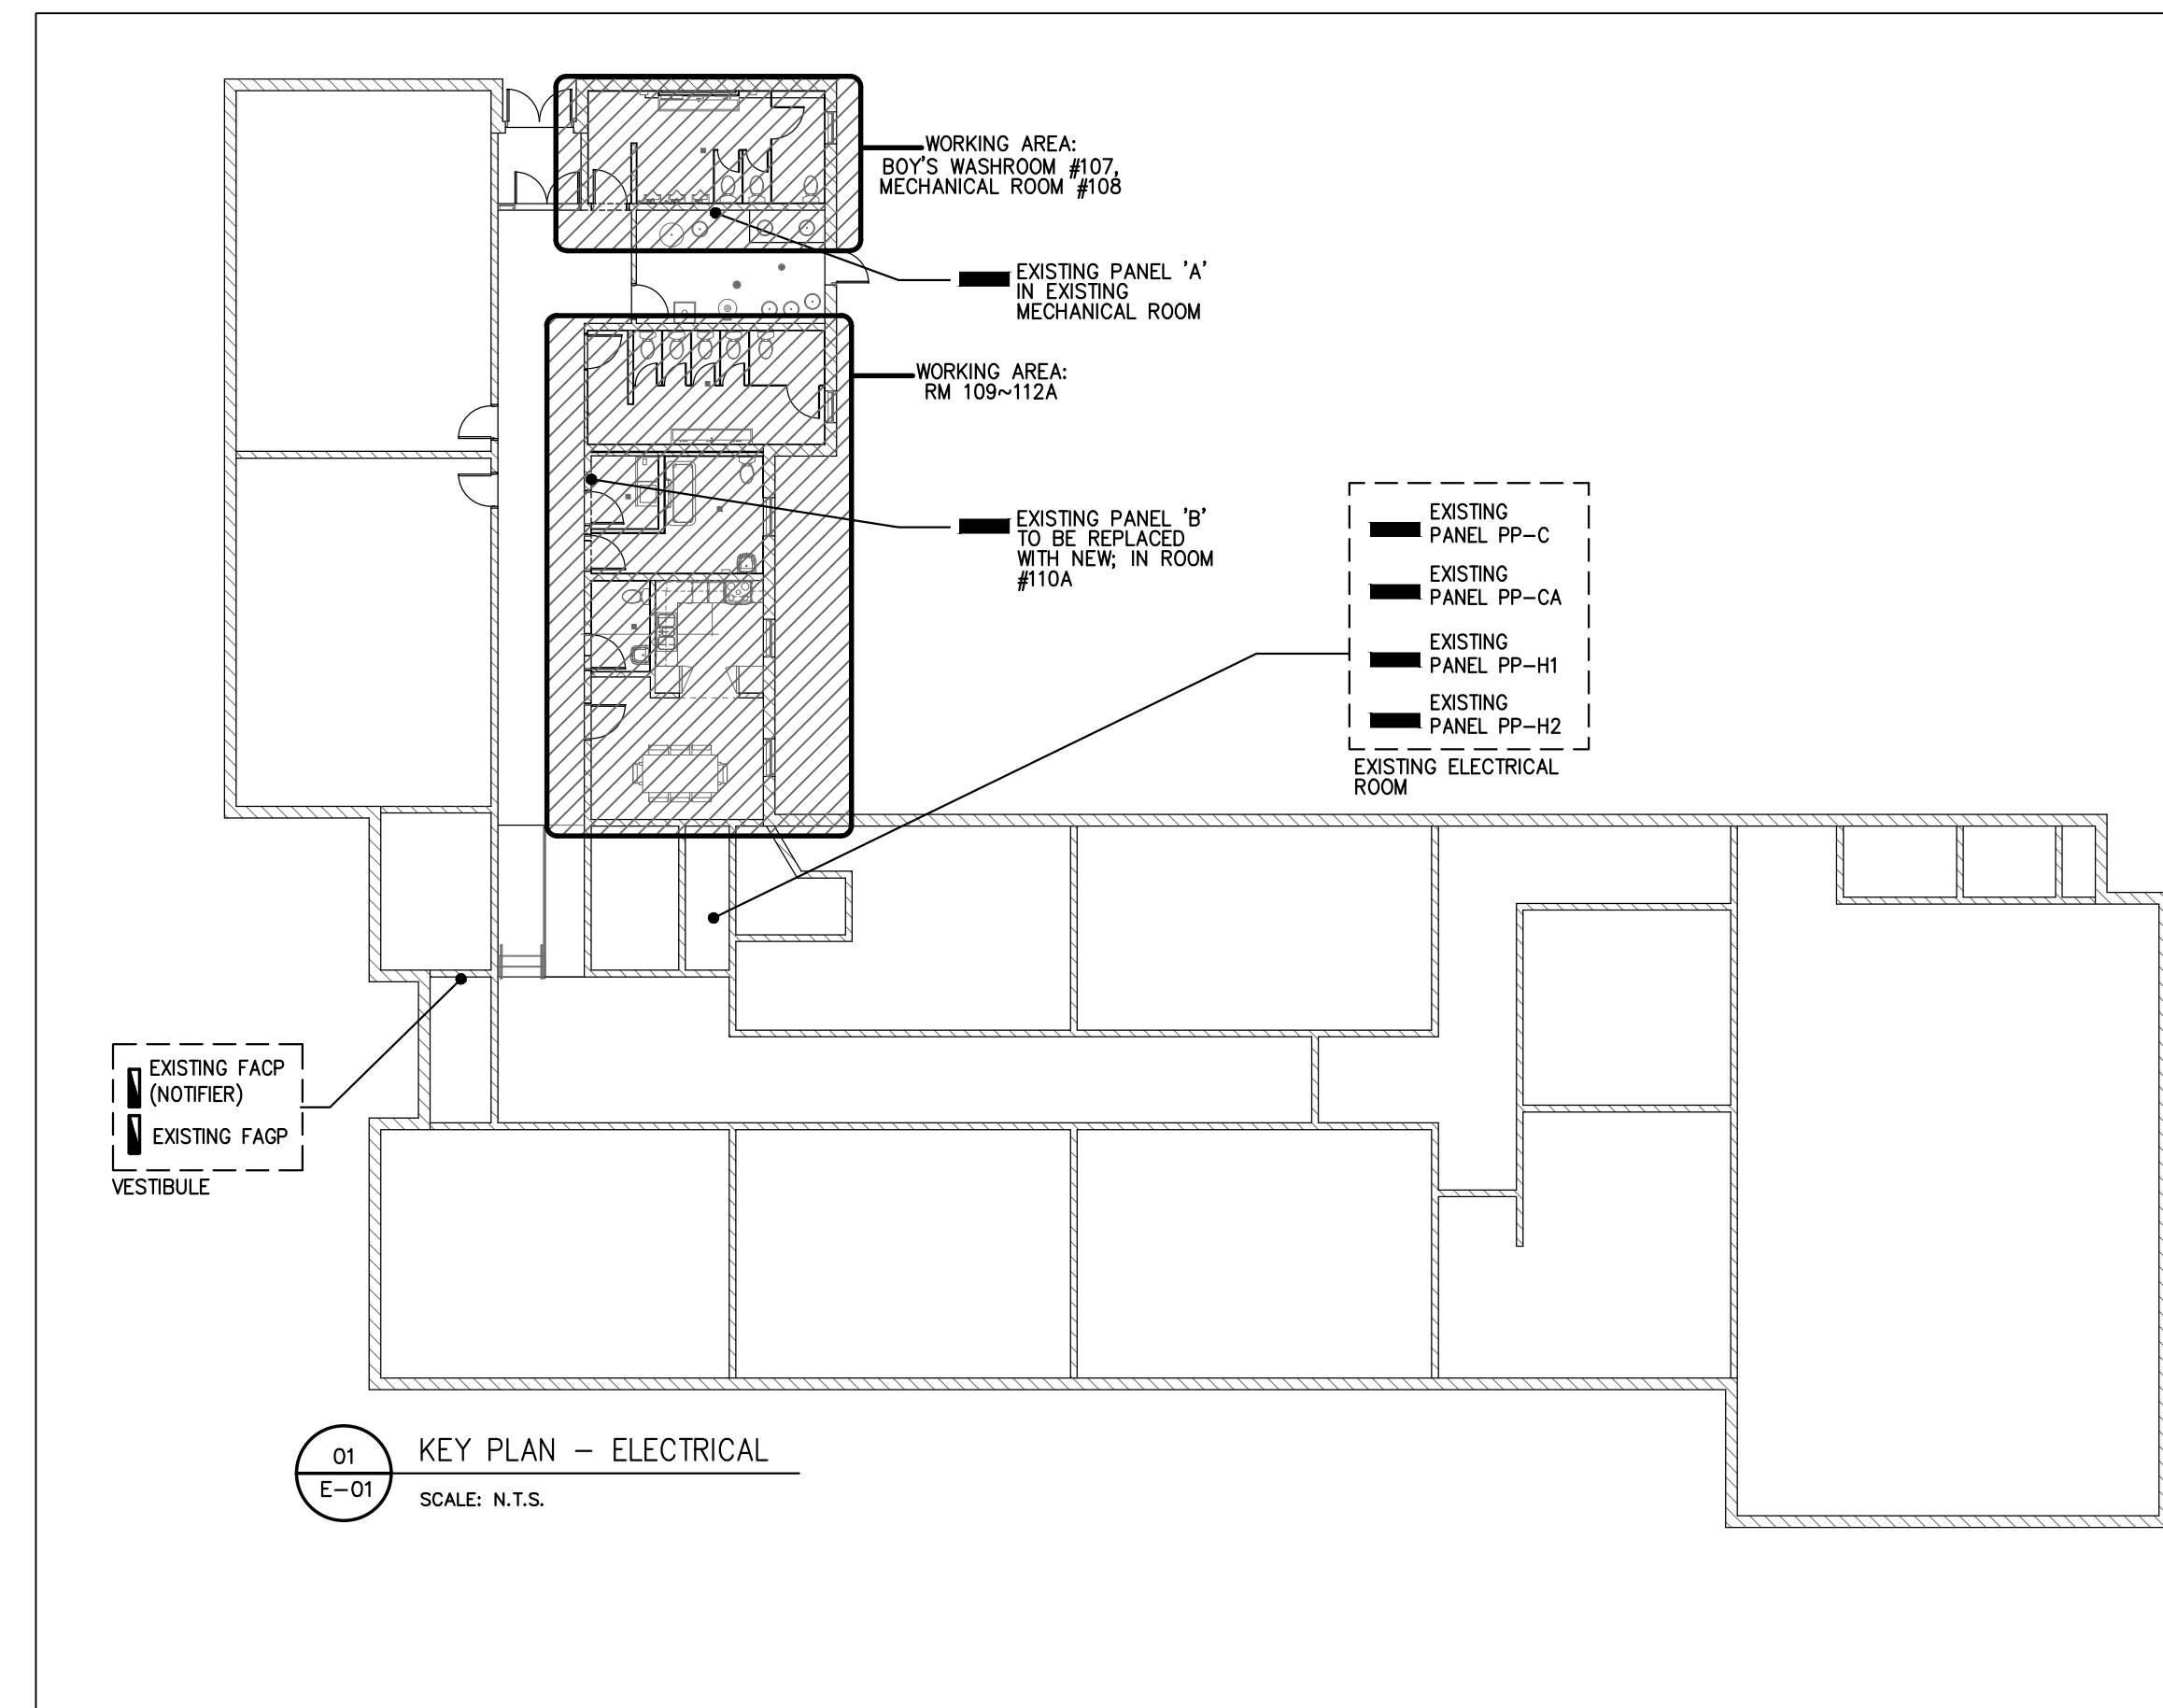 WORKING AREA:
BOY'S WASHROOM #107,
MECHANICAL ROOM #108
EXISTING PANEL 'A'
IN EXISTING
MECHANICAL ROOM
WORKING AREA:
RM 109~112A
EXISTING PANEL 'B'
TO BE REPLACED
WITH NEW; IN ROOM
#110A
EXISTING
PANEL PP-C
EXISTING
PANEL PP-CA
EXISTING
PANEL PP-H1
EXISTING
PANEL PP-H2
EXISTING ELECTRICAL
ROOM
EXISTING FACP
(NOTIFIER)
EXISTING FAGP
VESTIBULE
01
E-01
KEY PLAN - ELECTRICAL
SCALE: N.T.S.